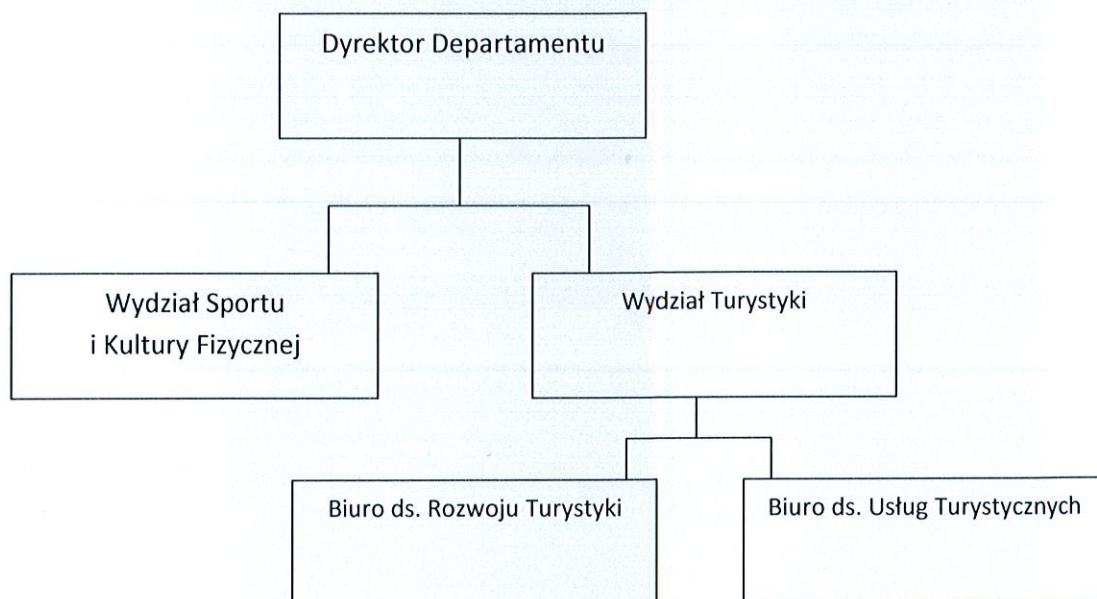 Dyrektor Departamentu
Wydział Sportu
i Kultury Fizycznej
Wydział Turystyki
Biuro ds. Rozwoju Turystyki
Biuro ds. Usług Turystycznych